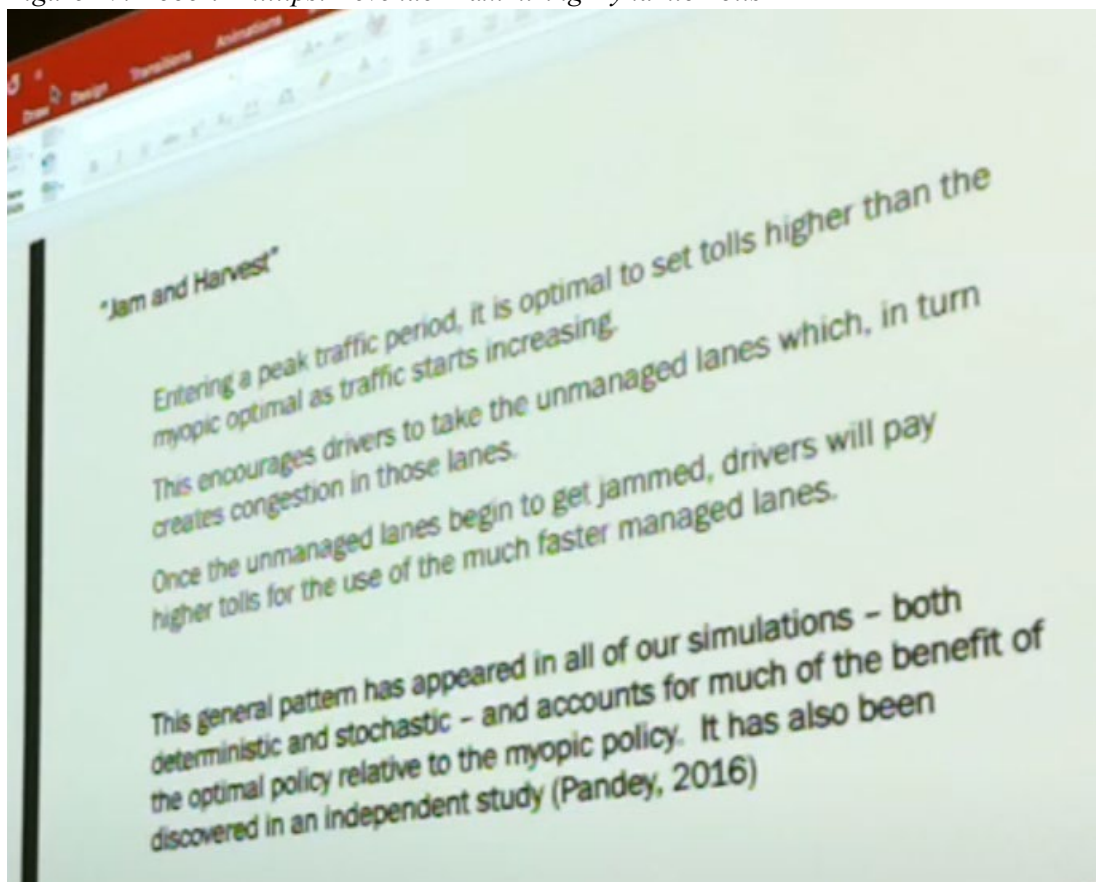 Draw Design Transitions Animations
"Jam and Harvest"
Entering a peak traffic period, it is optimal to set tolls higher than the
myopic optimal as traffic starts increasing.
This encourages drivers to take the unmanaged lanes which, in turn
creates congestion in those lanes.
Once the unmanaged lanes begin to get jammed, drivers will pay
higher tolls for the use of the much faster managed lanes.
This general pattern has appeared in all of our simulations – both
deterministic and stochastic – and accounts for much of the benefit of
the optimal policy relative to the myopic policy. It has also been
discovered in an independent study (Pandey, 2016)